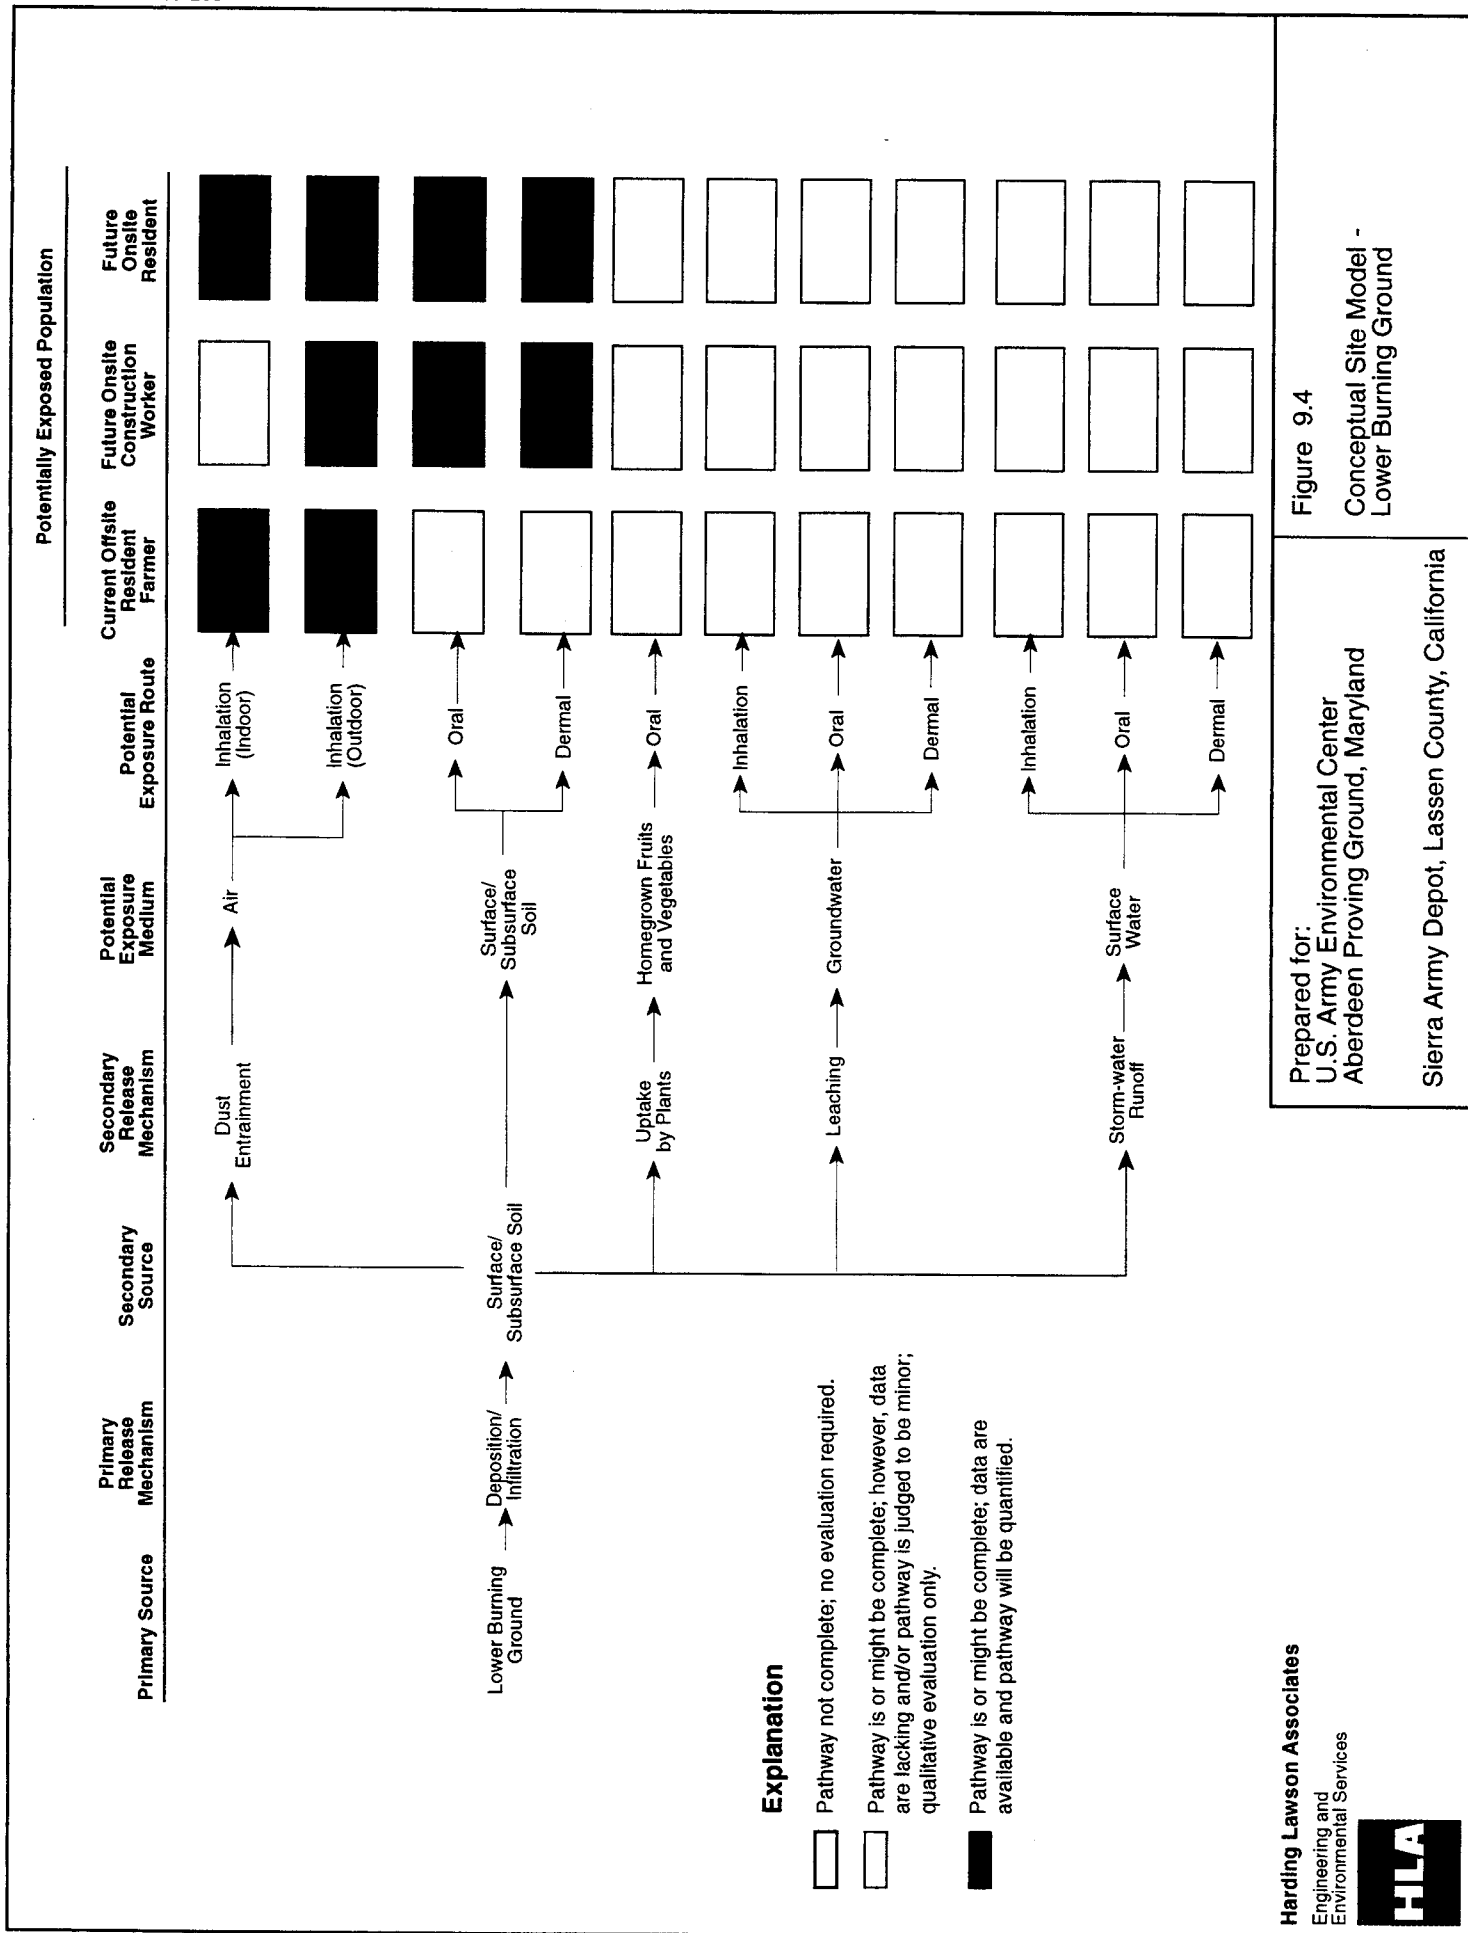 Potentially Exposed Population
Primary Source
Primary
Release
Mechanism
Secondary
Source
Secondary
Release
Mechanism
Potential
Exposure
Medium
Potential
Exposure Route
Current Offsite
Resident
Farmer
Future Onsite
Construction
Worker
Future
Onsite
Resident
Lower Burning
Ground
Deposition/
Infiltration
Surface/
Subsurface Soil
Dust
Entrainment
Air
Inhalation
(Indoor)
Inhalation
(Outdoor)
Surface/
Subsurface
Soil
Oral
Dermal
Uptake
by Plants
Homegrown Fruits
and Vegetables
Oral
Leaching
Groundwater
Inhalation
Oral
Dermal
Storm-water
Runoff
Surface
Water
Inhalation
Oral
Dermal
Explanation
Pathway not complete; no evaluation required.
Pathway is or might be complete; however, data
are lacking and/or pathway is judged to be minor;
qualitative evaluation only.
Pathway is or might be complete; data are
available and pathway will be quantified.
Harding Lawson Associates
Engineering and
Environmental Services
HLA
Prepared for:
U.S. Army Environmental Center
Aberdeen Proving Ground, Maryland
Sierra Army Depot, Lassen County, California
Figure 9.4
Conceptual Site Model -
Lower Burning Ground